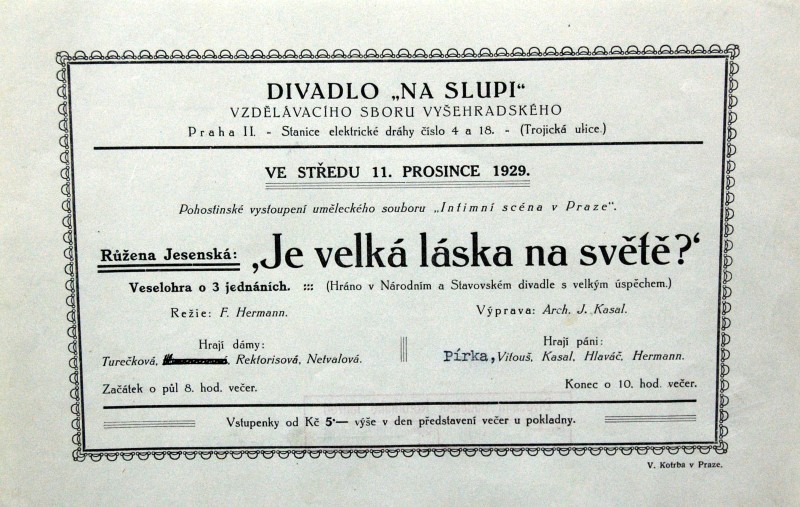 DIVADLO „NA SLUPI“
VZDĚLÁVACÍHO SBORU VYŠEHRADSKÉHO
Praha II. - Stanice elektrické dráhy číslo 4 a 18. - (Trojická ulice.)
VE STŘEDU 11. PROSINCE 1929.
Pohostinské vystoupení uměleckého souboru „Intimní scéna v Praze“.
Růžena Jesenská: ‚Je velká láska na světě?‘
Veselohra o 3 jednáních. ::: (Hráno v Národním a Stavovském divadle s velkým úspěchem.)
Režie: F. Hermann. Výprava: Arch. J. Kasal.
Hrají dámy: Hrají páni:
Turečková, Rektorisová, Netvalová. Pírka, Vitouš, Kasal, Hlaváč, Hermann.
Začátek o půl 8. hod. večer. Konec o 10. hod. večer.
Vstupenky od Kč 5·— výše v den představení večer u pokladny.
V. Kotrba v Praze.